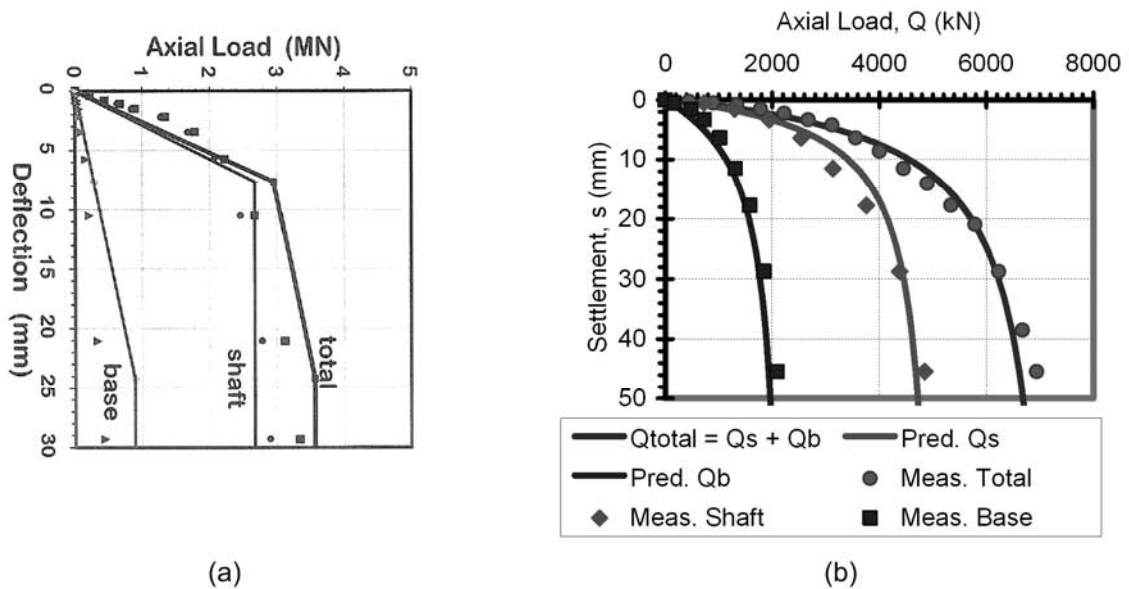 Axial Load (MN)
0 1 2 3 4 5
0
5
10
15
20
25
30
Deflection (mm)
base
shaft
total
(a)
Axial Load, Q (kN)
0 2000 4000 6000 8000
0
10
20
30
40
50
Settlement, s (mm)
Qtotal = Qs + Qb Pred. Qs
Pred. Qb Meas. Total
Meas. Shaft Meas. Base
(b)